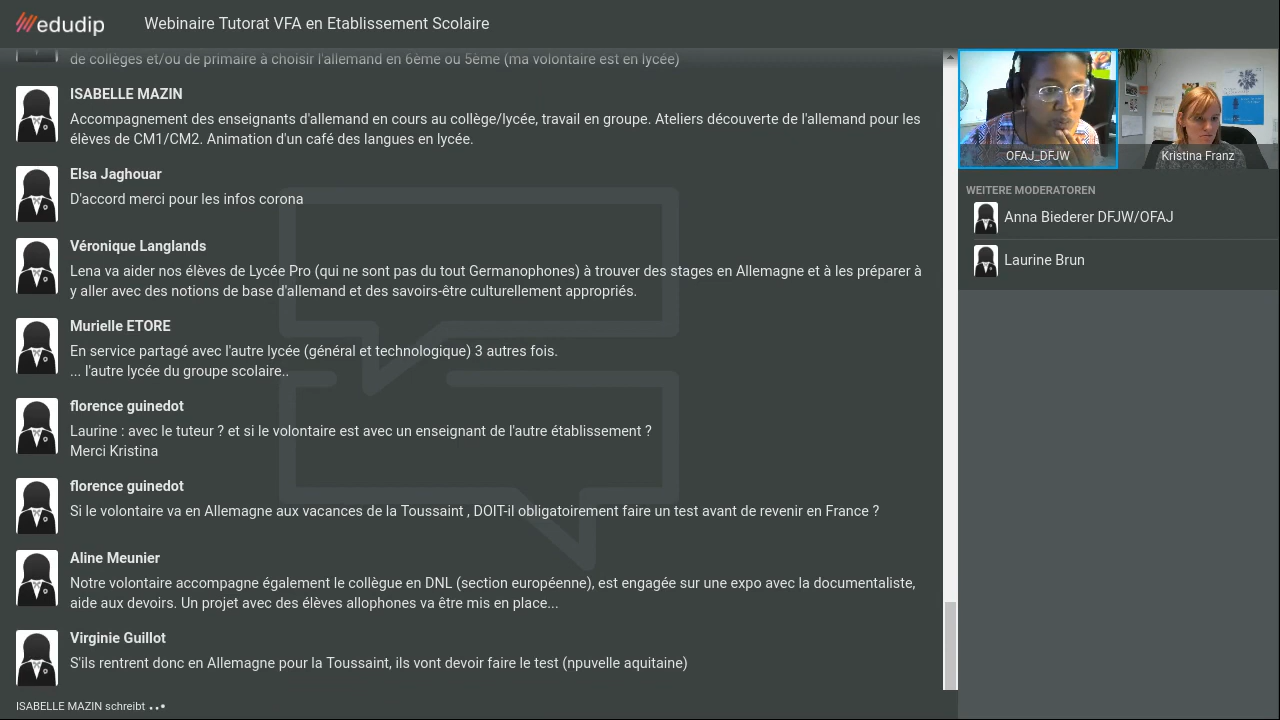 edudip
Webinaire Tutorat VFA en Etablissement Scolaire
de collèges et/ou de primaire à choisir l'allemand en 6ème ou 5ème (ma volontaire est en lycée)
ISABELLE MAZIN
Accompagnement des enseignants d'allemand en cours au collège/lycée, travail en groupe. Ateliers découverte de l'allemand pour les
élèves de CM1/CM2. Animation d'un café des langues en lycée.
Elsa Jaghouar
D'accord merci pour les infos corona
Véronique Langlands
Lena va aider nos élèves de Lycée Pro (qui ne sont pas du tout Germanophones) à trouver des stages en Allemagne et à les préparer à
y aller avec des notions de base d'allemand et des savoirs-être culturellement appropriés.
Murielle ETORE
En service partagé avec l'autre lycée (général et technologique) 3 autres fois.
... l'autre lycée du groupe scolaire..
florence guinedot
Laurine : avec le tuteur ? et si le volontaire est avec un enseignant de l'autre établissement ?
Merci Kristina
florence guinedot
Si le volontaire va en Allemagne aux vacances de la Toussaint , DOIT-il obligatoirement faire un test avant de revenir en France ?
Aline Meunier
Notre volontaire accompagne également le collègue en DNL (section européenne), est engagée sur une expo avec la documentaliste,
aide aux devoirs. Un projet avec des élèves allophones va être mis en place...
Virginie Guillot
S'ils rentrent donc en Allemagne pour la Toussaint, ils vont devoir faire le test (npuvelle aquitaine)
ISABELLE MAZIN schreibt
OFAJ_DFJW
Kristina Franz
WEITERE MODERATOREN
Anna Biederer DFJW/OFAJ
Laurine Brun